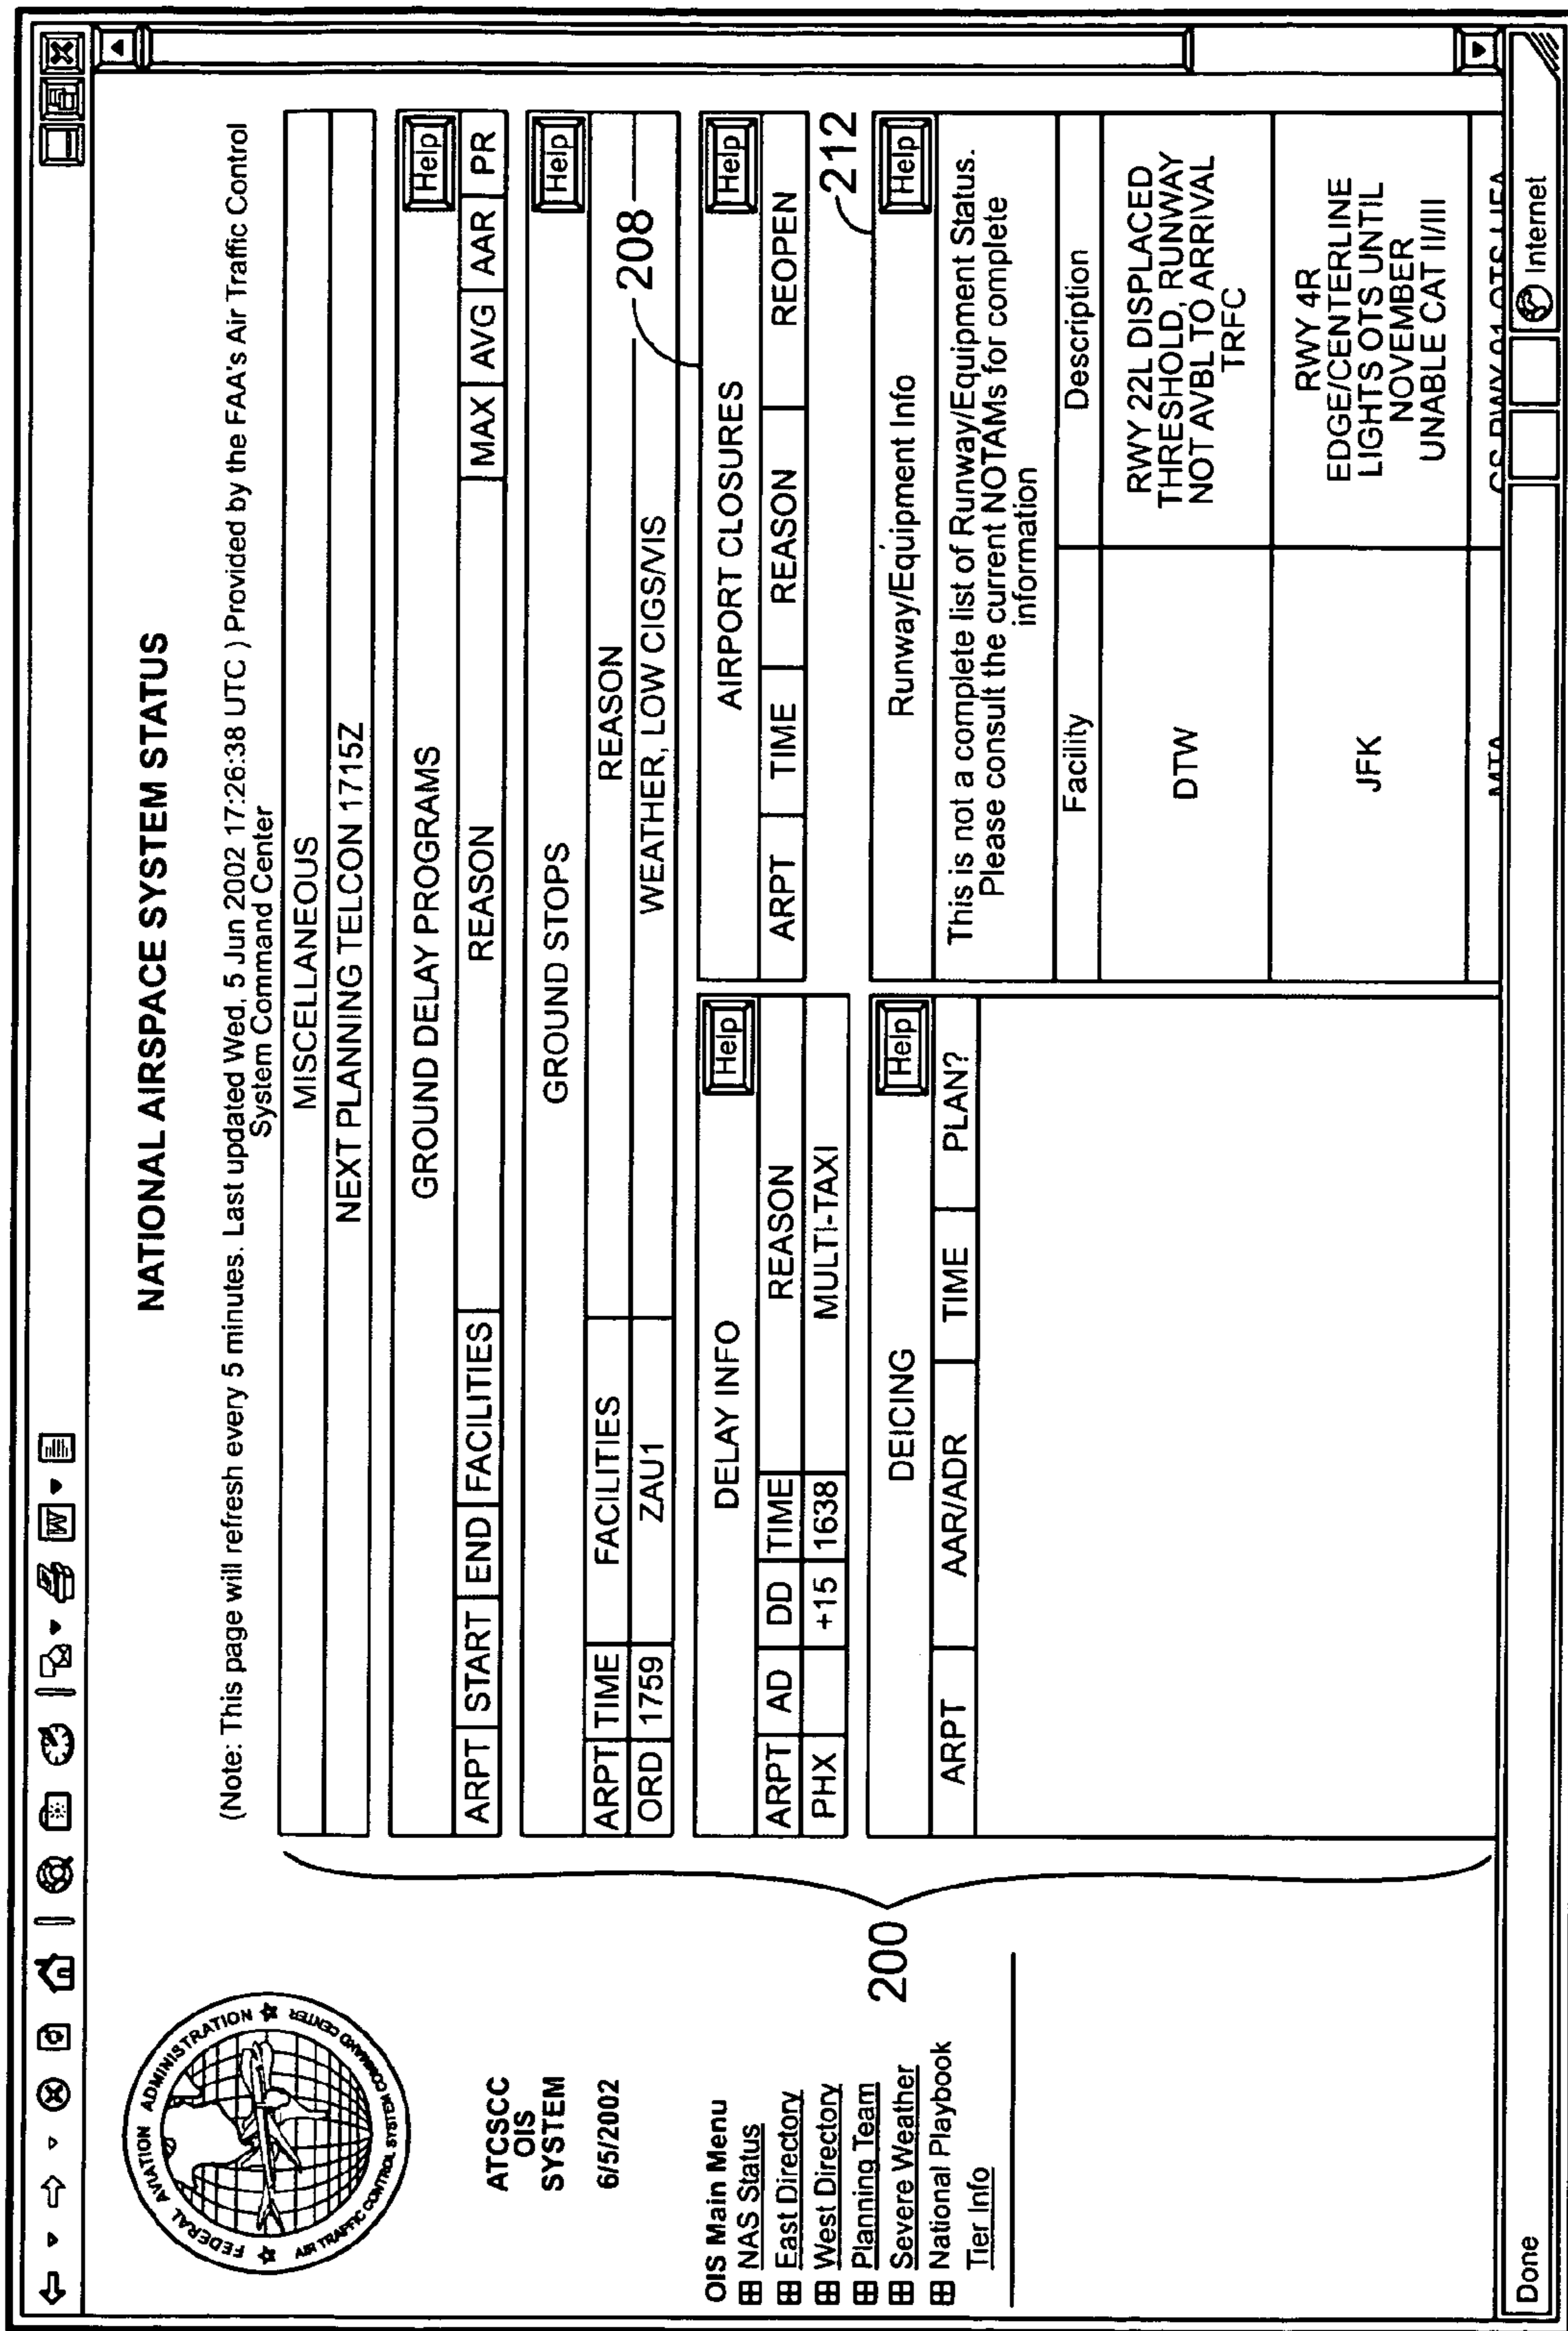 NATIONAL AIRSPACE SYSTEM STATUS
(Note: This page will refresh every 5 minutes. Last updated Wed, 5 Jun 2002 17:26:38 UTC ) Provided by the FAA's Air Traffic Control
System Command Center
FEDERAL AVIATION ADMINISTRATION
AIR TRAFFIC CONTROL SYSTEM COMMAND CENTER
ATCSCC
OIS
SYSTEM
6/5/2002
OIS Main Menu
NAS Status
East Directory
West Directory
Planning Team
Severe Weather
National Playbook
Tier Info
200
MISCELLANEOUS
NEXT PLANNING TELCON 1715Z
GROUND DELAY PROGRAMS Help
ARPT START END FACILITIES REASON MAX AVG AAR PR
GROUND STOPS Help
ARPT TIME FACILITIES REASON
ORD 1759 ZAU1 WEATHER, LOW CIGS/VIS
208
DELAY INFO Help
ARPT AD DD TIME REASON
PHX +15 1638 MULTI-TAXI
AIRPORT CLOSURES Help
ARPT TIME REASON REOPEN
212
DEICING Help
ARPT AAR/ADR TIME PLAN?
Runway/Equipment Info Help
This is not a complete list of Runway/Equipment Status.
Please consult the current NOTAMs for complete
information
Facility Description
DTW
RWY 22L DISPLACED
THRESHOLD, RUNWAY
NOT AVBL TO ARRIVAL
TRFC
JFK
RWY 4R
EDGE/CENTERLINE
LIGHTS OTS UNTIL
NOVEMBER
UNABLE CAT II/III
Done Internet